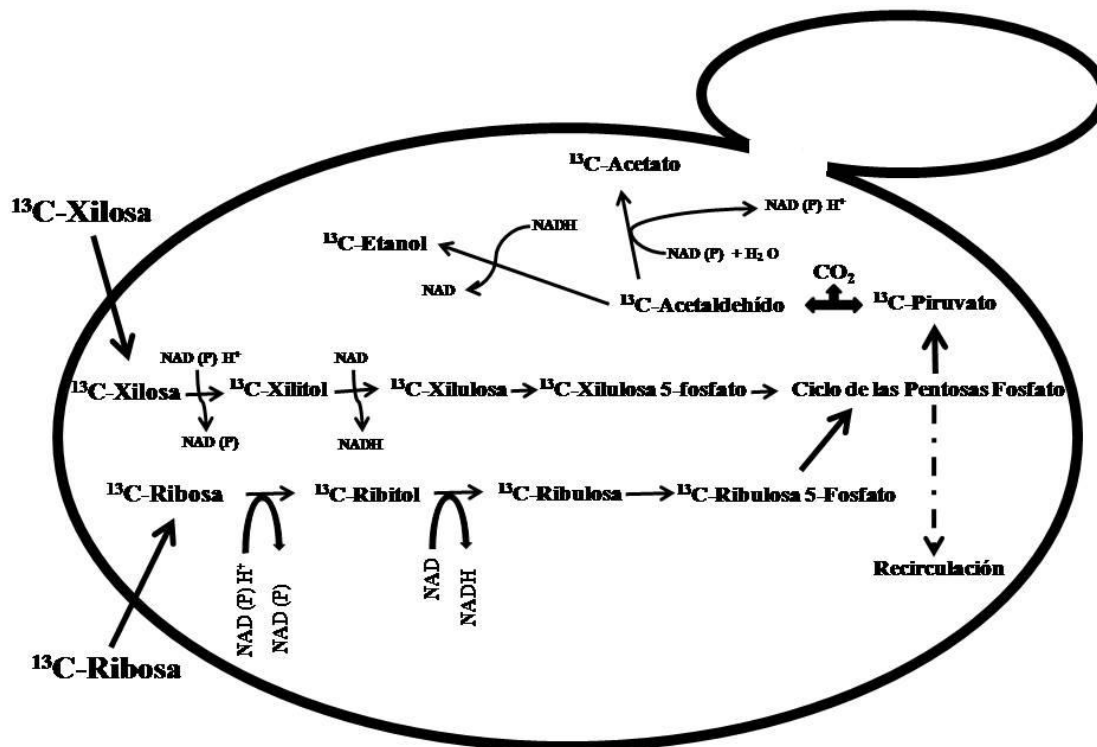 ¹³C-Acetato
¹³C-Xilosa
NAD (P) H⁺
¹³C-Etanol
NADH
NAD (P) + H₂O
NAD
CO₂
¹³C-Acetaldehído
¹³C-Piruvato
NAD (P) H⁺
NAD
¹³C-Xilosa
¹³C-Xilitol
¹³C-Xilulosa
¹³C-Xilulosa 5-fosfato
Ciclo de las Pentosas Fosfato
NAD (P)
NADH
¹³C-Ribosa
¹³C-Ribitol
¹³C-Ribulosa
¹³C-Ribulosa 5-Fosfato
NAD (P) H⁺
NAD (P)
NAD
NADH
Recirculación
¹³C-Ribosa